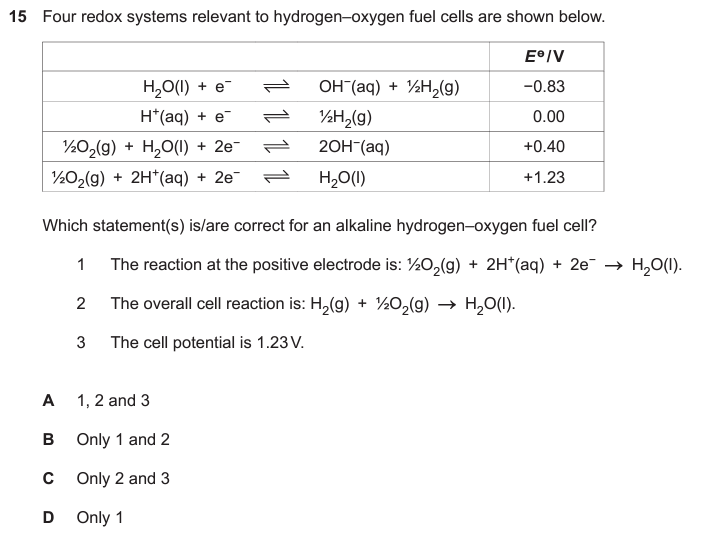 15 Four redox systems relevant to hydrogen–oxygen fuel cells are shown below.
E⦵/V
H₂O(l) + e⁻ ⇌ OH⁻(aq) + ½H₂(g) −0.83
H⁺(aq) + e⁻ ⇌ ½H₂(g) 0.00
½O₂(g) + H₂O(l) + 2e⁻ ⇌ 2OH⁻(aq) +0.40
½O₂(g) + 2H⁺(aq) + 2e⁻ ⇌ H₂O(l) +1.23
Which statement(s) is/are correct for an alkaline hydrogen–oxygen fuel cell?
1 The reaction at the positive electrode is: ½O₂(g) + 2H⁺(aq) + 2e⁻ → H₂O(l).
2 The overall cell reaction is: H₂(g) + ½O₂(g) → H₂O(l).
3 The cell potential is 1.23 V.
A 1, 2 and 3
B Only 1 and 2
C Only 2 and 3
D Only 1